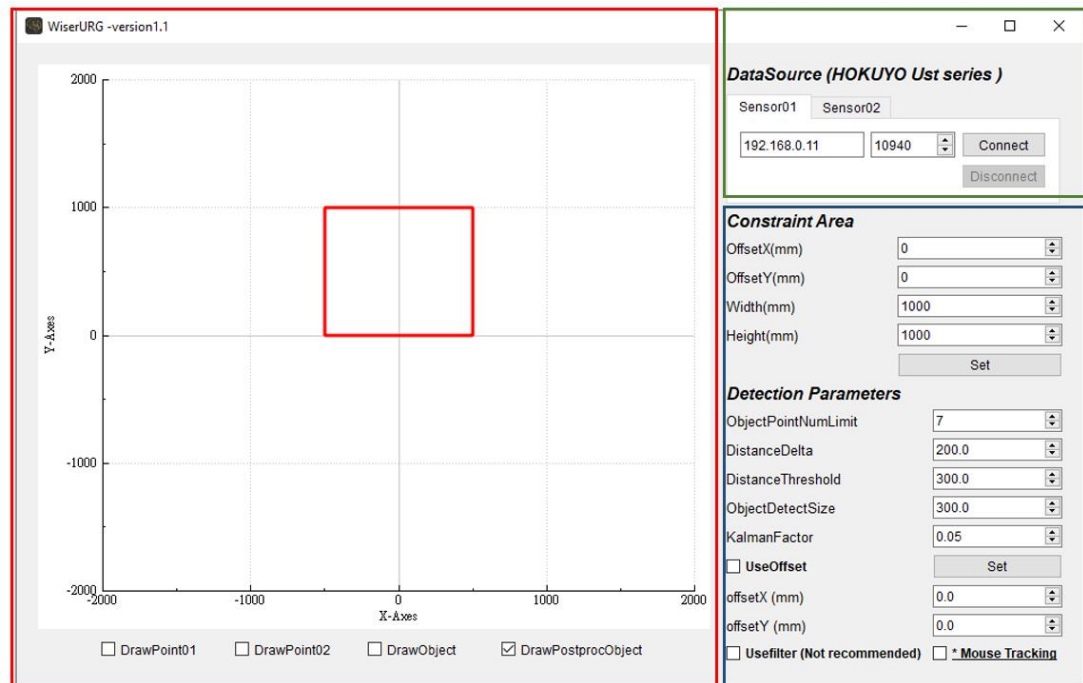 WiserURG -version1.1
2000
1000
0
-1000
-2000
-2000
-1000
0
1000
2000
Y-Axes
X-Axes
DrawPoint01
DrawPoint02
DrawObject
DrawPostprocObject
DataSource (HOKUYO Ust series )
Sensor01 Sensor02
192.168.0.11 10940 Connect
Disconnect
Constraint Area
OffsetX(mm) 0
OffsetY(mm) 0
Width(mm) 1000
Height(mm) 1000
Set
Detection Parameters
ObjectPointNumLimit 7
DistanceDelta 200.0
DistanceThreshold 300.0
ObjectDetectSize 300.0
KalmanFactor 0.05
UseOffset Set
offsetX (mm) 0.0
offsetY (mm) 0.0
Usefilter (Not recommended) * Mouse Tracking